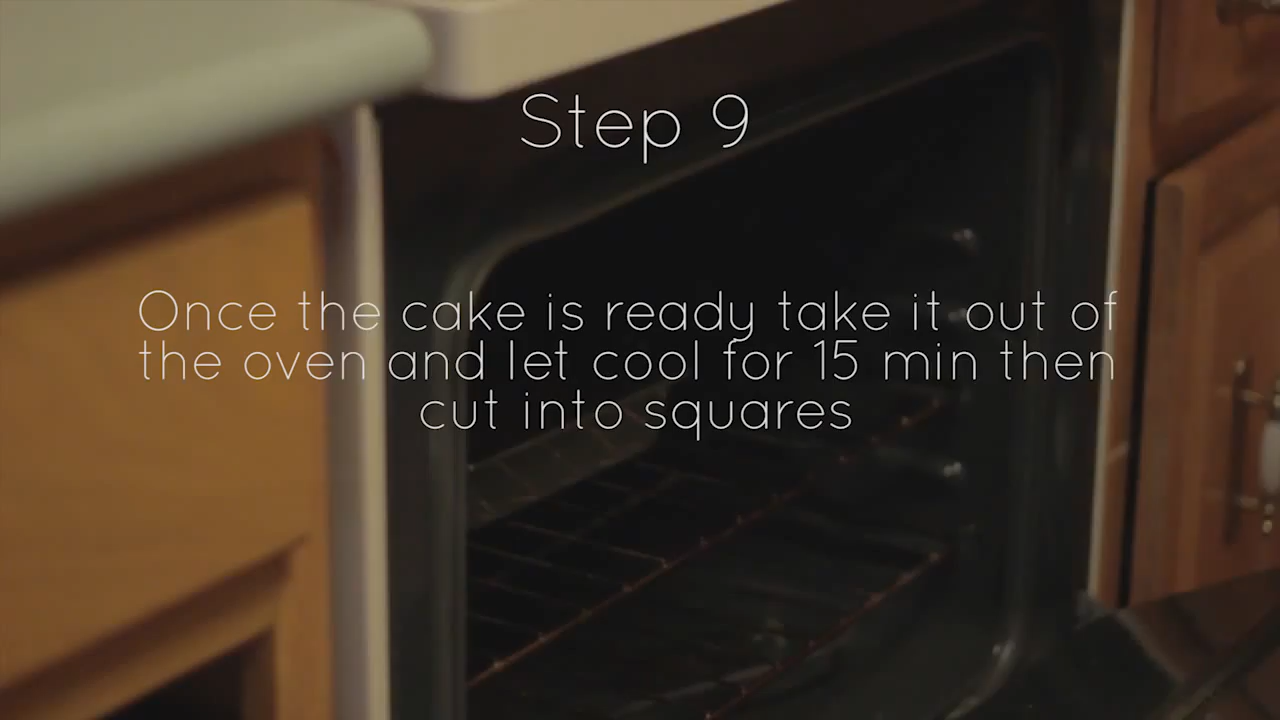 Step 9
Once the cake is ready take it out of
the oven and let cool for 15 min then
cut into squares